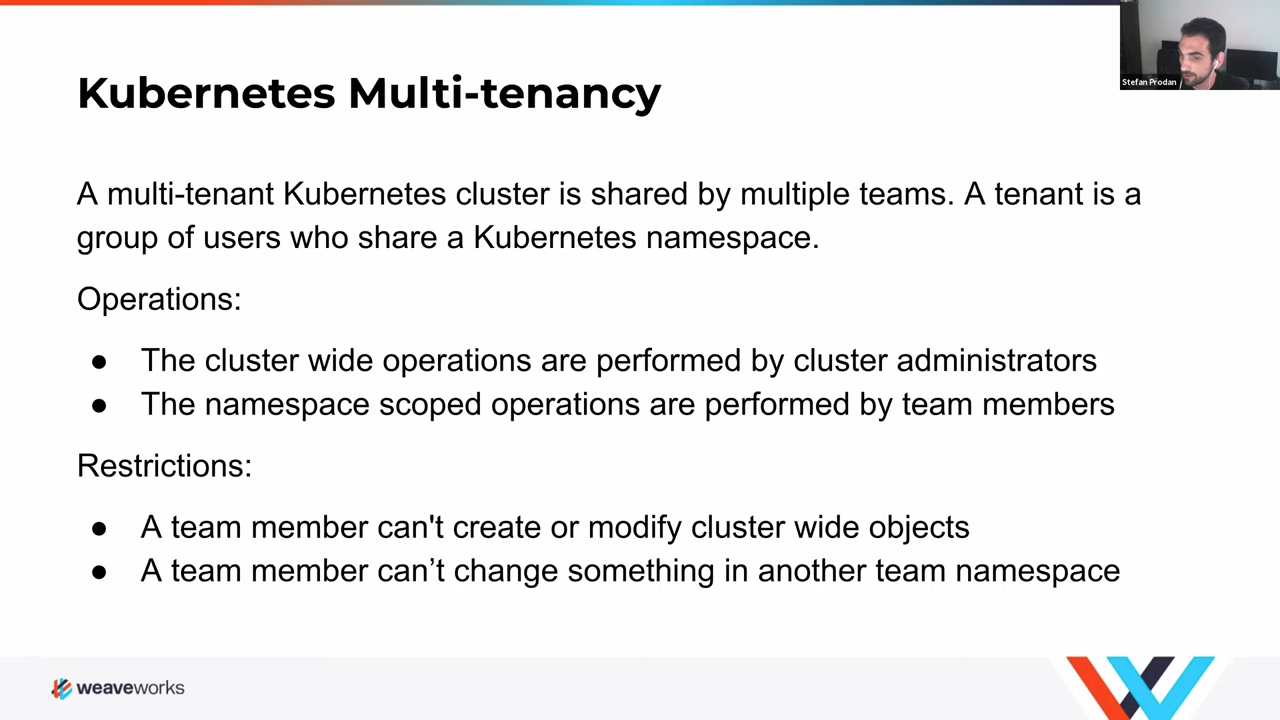 Stefan Prodan
Kubernetes Multi-tenancy
A multi-tenant Kubernetes cluster is shared by multiple teams. A tenant is a
group of users who share a Kubernetes namespace.
Operations:
● The cluster wide operations are performed by cluster administrators
● The namespace scoped operations are performed by team members
Restrictions:
● A team member can't create or modify cluster wide objects
● A team member can’t change something in another team namespace
weaveworks